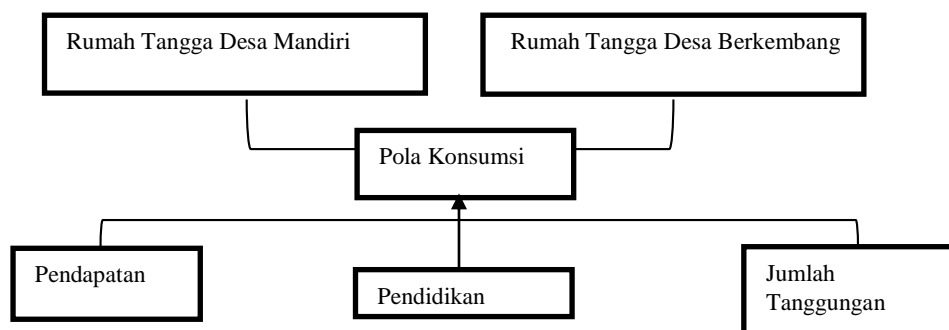 Rumah Tangga Desa Mandiri
Rumah Tangga Desa Berkembang
Pola Konsumsi
Pendapatan
Pendidikan
Jumlah
Tanggungan